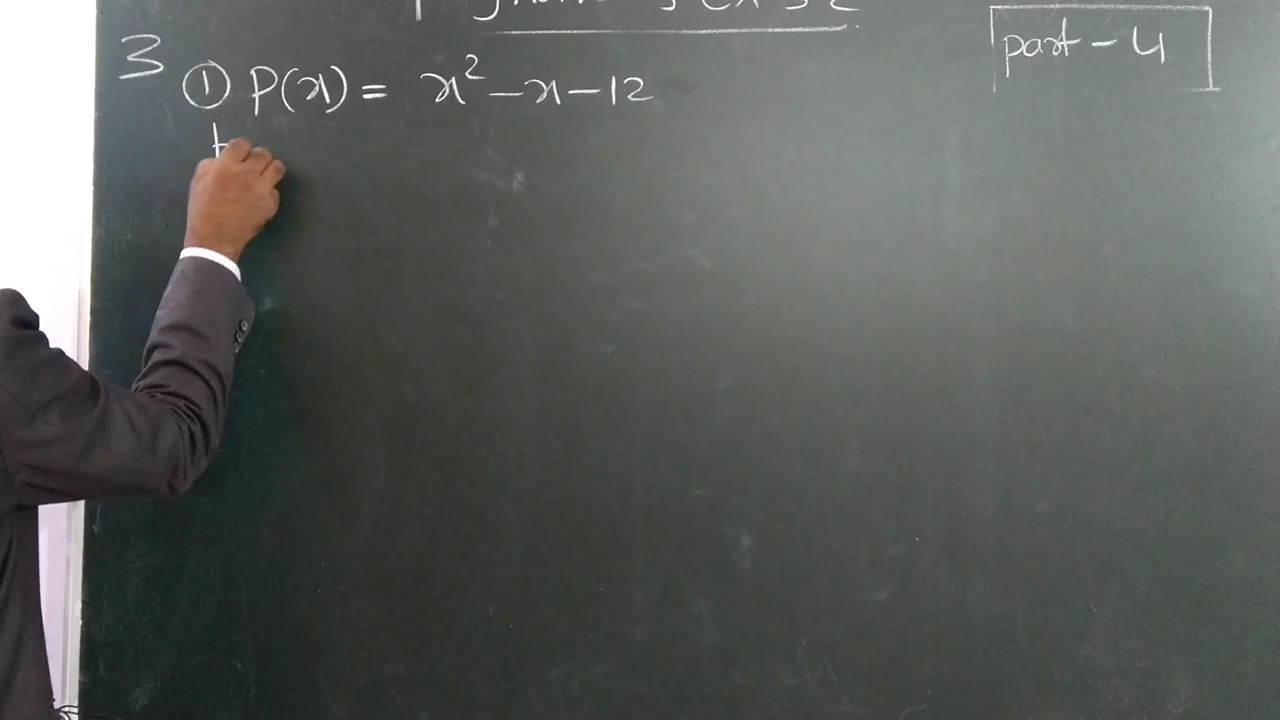 part - 4
3 ① P(x) = x² - x - 12